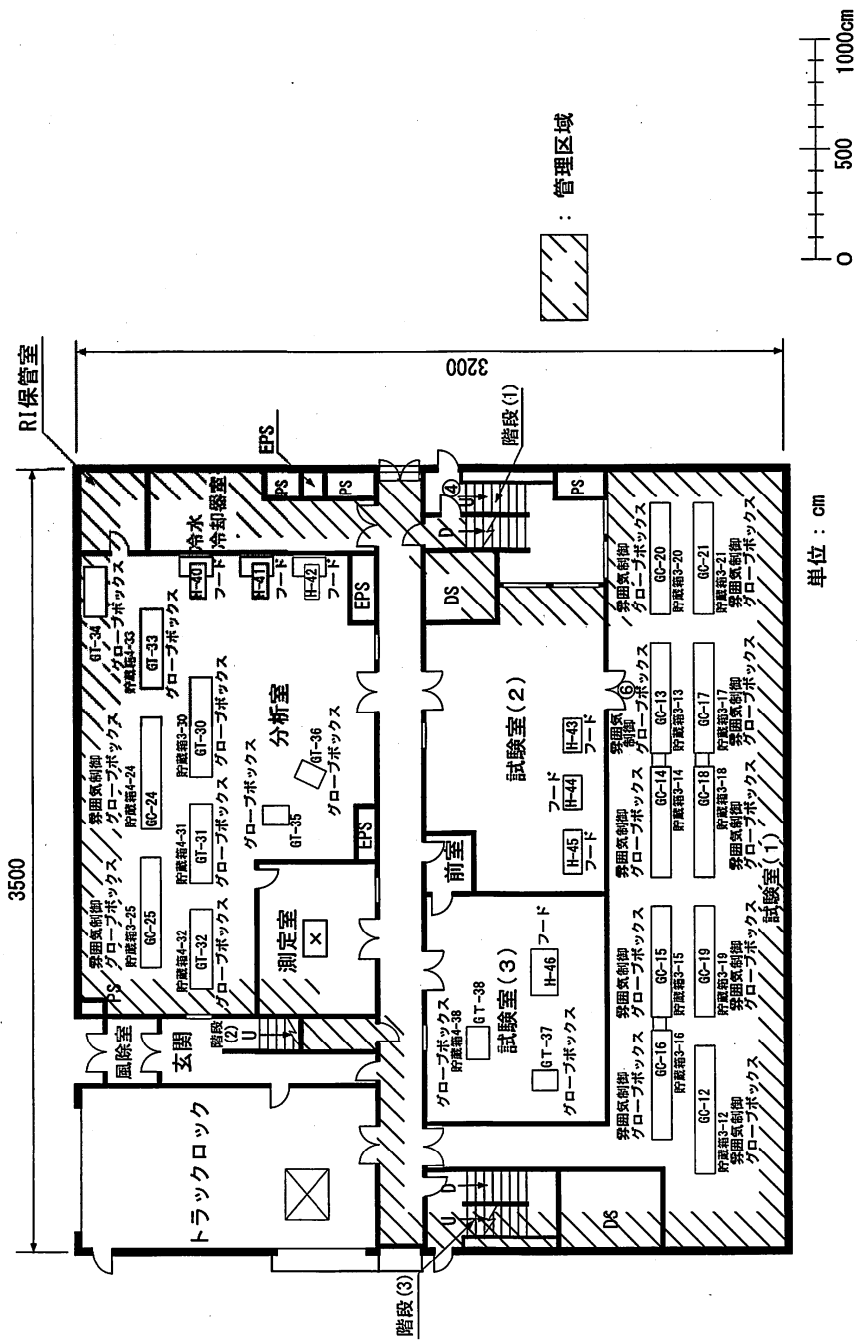 3500
3200
RI保管室
EPS
階段(1)
階段(3)
トラックロック
風除室
玄関
階段
(2)
U
PS
雰囲気制御
グローブボックス
貯蔵箱3-25
GC-25
雰囲気制御
グローブボックス
貯蔵箱4-24
GC-24
GT-34
グローブボックス
貯蔵箱4-33
GT-33
グローブボックス
貯蔵箱4-32
GT-32
グローブボックス
貯蔵箱4-31
GT-31
グローブボックス
貯蔵箱3-30
GT-30
グローブボックス
H-40
フード
H-41
フード
H-42
フード
冷水
冷却器室
PS
PS
測定室
×
分析室
グローブボックス
GT-35
GT-36
グローブボックス
EPS
EPS
U
D
DS
グローブボックス
貯蔵箱4-38
GT-38
試験室(3)
GT-37
グローブボックス
H-46
フード
前室
試験室(2)
H-45
フード
フード
H-44
H-43
フード
DS
D
U
④
PS
⑥
雰囲気制御
グローブボックス
GC-16
貯蔵箱3-16
雰囲気制御
グローブボックス
GC-15
貯蔵箱3-15
雰囲気制御
グローブボックス
GC-14
貯蔵箱3-14
雰囲気
制御
グローブボックス
GC-13
貯蔵箱3-13
雰囲気制御
グローブボックス
GC-20
貯蔵箱3-20
GC-12
貯蔵箱3-12
雰囲気制御
グローブボックス
GC-19
貯蔵箱3-19
雰囲気制御
グローブボックス
GC-18
貯蔵箱3-18
雰囲気制御
グローブボックス
GC-17
貯蔵箱3-17
雰囲気制御
グローブボックス
GC-21
貯蔵箱3-21
雰囲気制御
グローブボックス
試験室(1)
単位：cm
：管理区域
0 500 1000cm